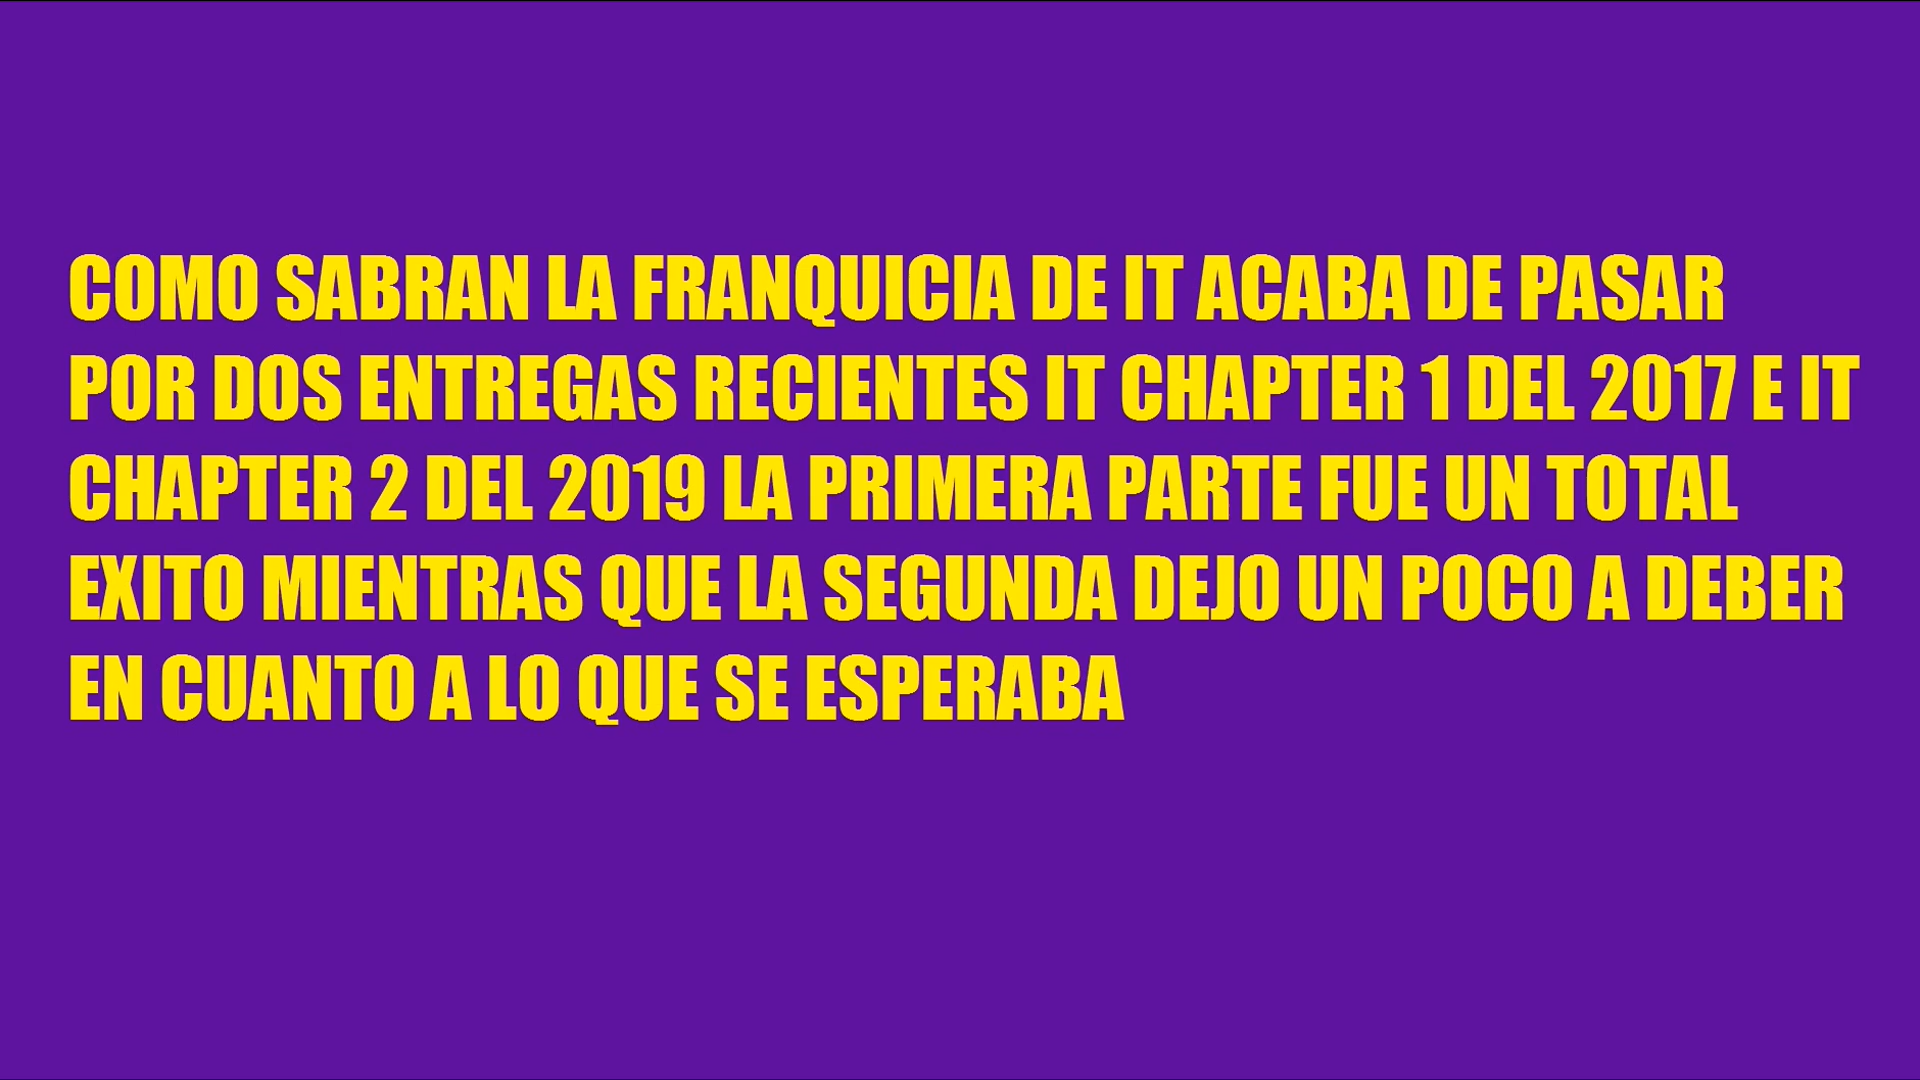 COMO SABRAN LA FRANQUICIA DE IT ACABA DE PASAR
POR DOS ENTREGAS RECIENTES IT CHAPTER 1 DEL 2017 E IT
CHAPTER 2 DEL 2019 LA PRIMERA PARTE FUE UN TOTAL
EXITO MIENTRAS QUE LA SEGUNDA DEJO UN POCO A DEBER
EN CUANTO A LO QUE SE ESPERABA